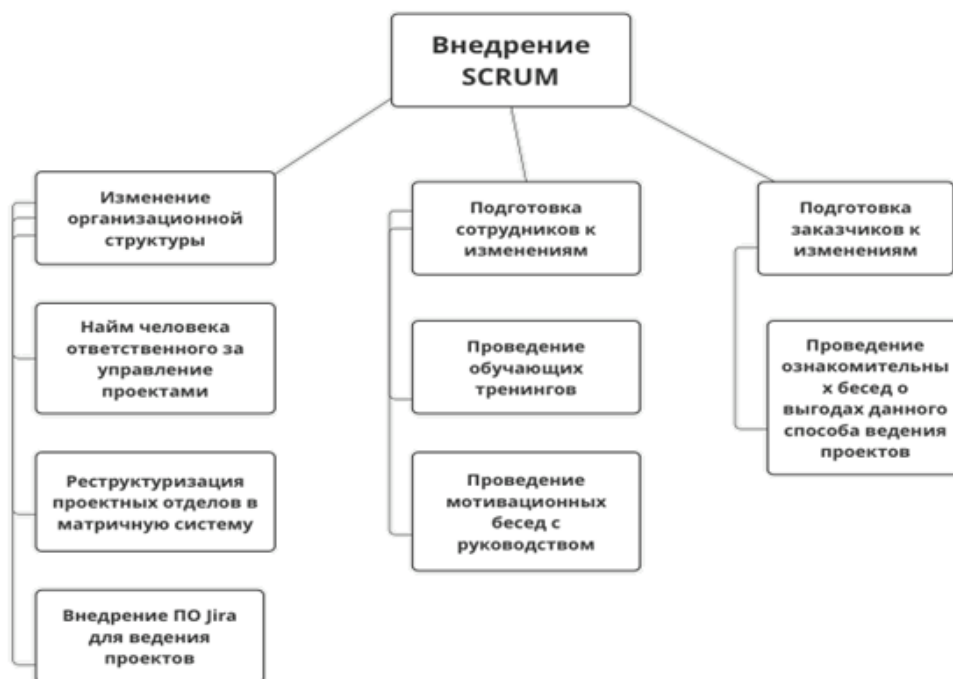 Внедрение
SCRUM
Изменение
организационной
структуры
Найм человека
ответственного за
управление
проектами
Реструктуризация
проектных отделов в
матричную систему
Внедрение ПО Jira
для ведения
проектов
Подготовка
сотрудников к
изменениям
Проведение
обучающих
тренингов
Проведение
мотивационных
бесед с
руководством
Подготовка
заказчиков к
изменениям
Проведение
ознакомительны
х бесед о
выгодах данного
способа ведения
проектов